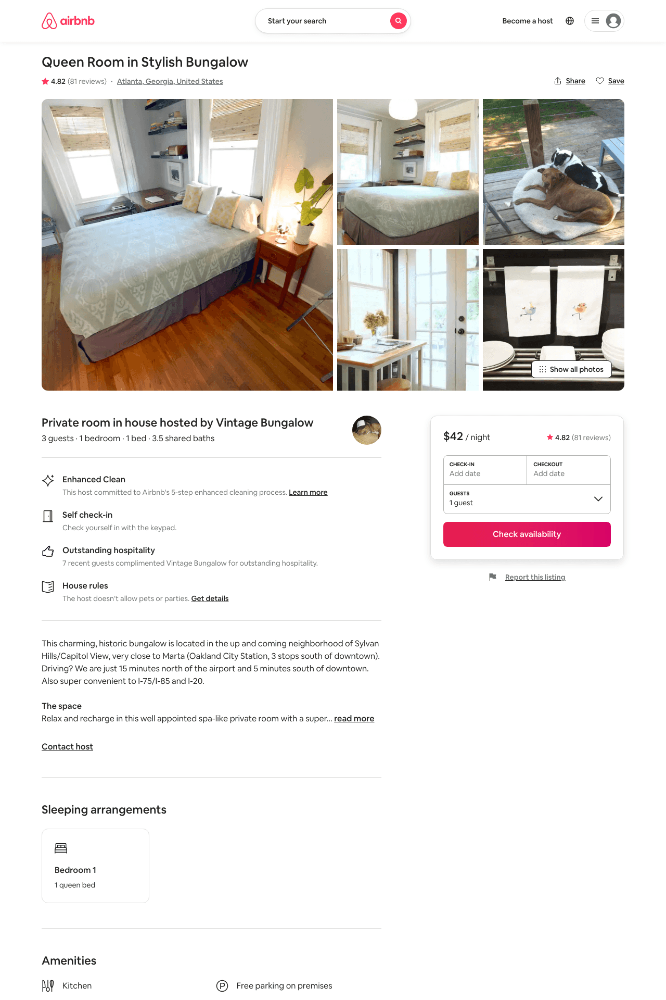 airbnb
Start your search
Become a host
Queen Room in Stylish Bungalow
4.82 (81 reviews) · Atlanta, Georgia, United States
Share
Save
Show all photos
Private room in house hosted by Vintage Bungalow
3 guests · 1 bedroom · 1 bed · 3.5 shared baths
Enhanced Clean
This host committed to Airbnb's 5-step enhanced cleaning process. Learn more
Self check-in
Check yourself in with the keypad.
Outstanding hospitality
7 recent guests complimented Vintage Bungalow for outstanding hospitality.
House rules
The host doesn’t allow pets or parties. Get details
$42 / night
4.82 (81 reviews)
CHECK-IN
Add date
CHECKOUT
Add date
GUESTS
1 guest
Check availability
Report this listing
This charming, historic bungalow is located in the up and coming neighborhood of Sylvan
Hills/Capitol View, very close to Marta (Oakland City Station, 3 stops south of downtown).
Driving? We are just 15 minutes north of the airport and 5 minutes south of downtown.
Also super convenient to I-75/I-85 and I-20.
The space
Relax and recharge in this well appointed spa-like private room with a super... read more
Contact host
Sleeping arrangements
Bedroom 1
1 queen bed
Amenities
Kitchen
Free parking on premises